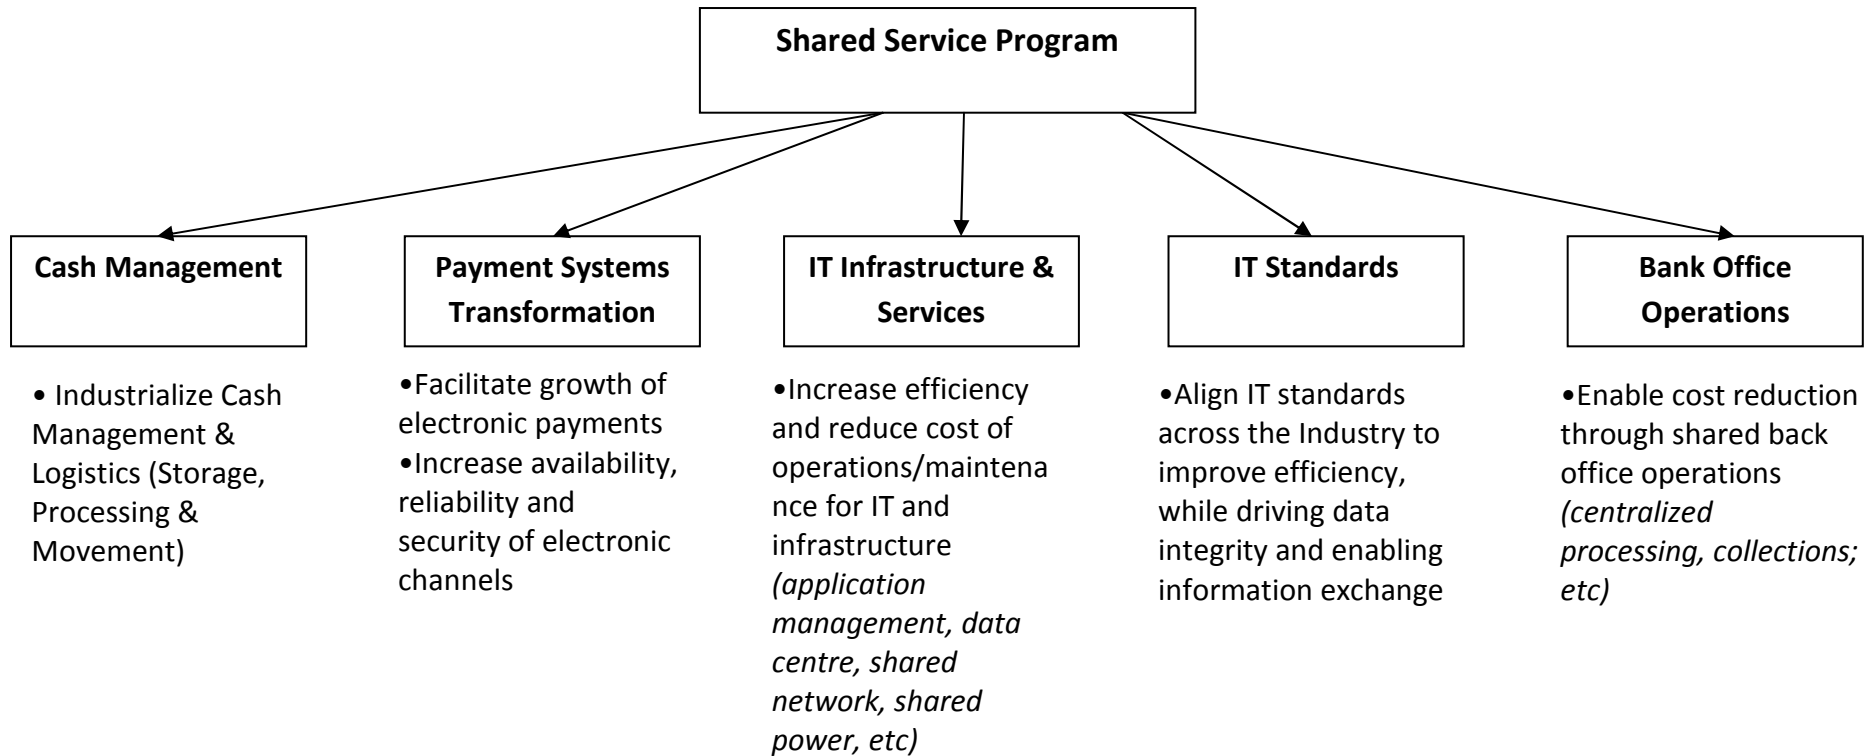 Shared Service Program
Cash Management
Payment Systems
Transformation
IT Infrastructure &
Services
IT Standards
Bank Office
Operations
• Industrialize Cash
Management &
Logistics (Storage,
Processing &
Movement)
•Facilitate growth of
electronic payments
•Increase availability,
reliability and
security of electronic
channels
•Increase efficiency
and reduce cost of
operations/maintena
nce for IT and
infrastructure
(application
management, data
centre, shared
network, shared
power, etc)
•Align IT standards
across the Industry to
improve efficiency,
while driving data
integrity and enabling
information exchange
•Enable cost reduction
through shared back
office operations
(centralized
processing, collections;
etc)